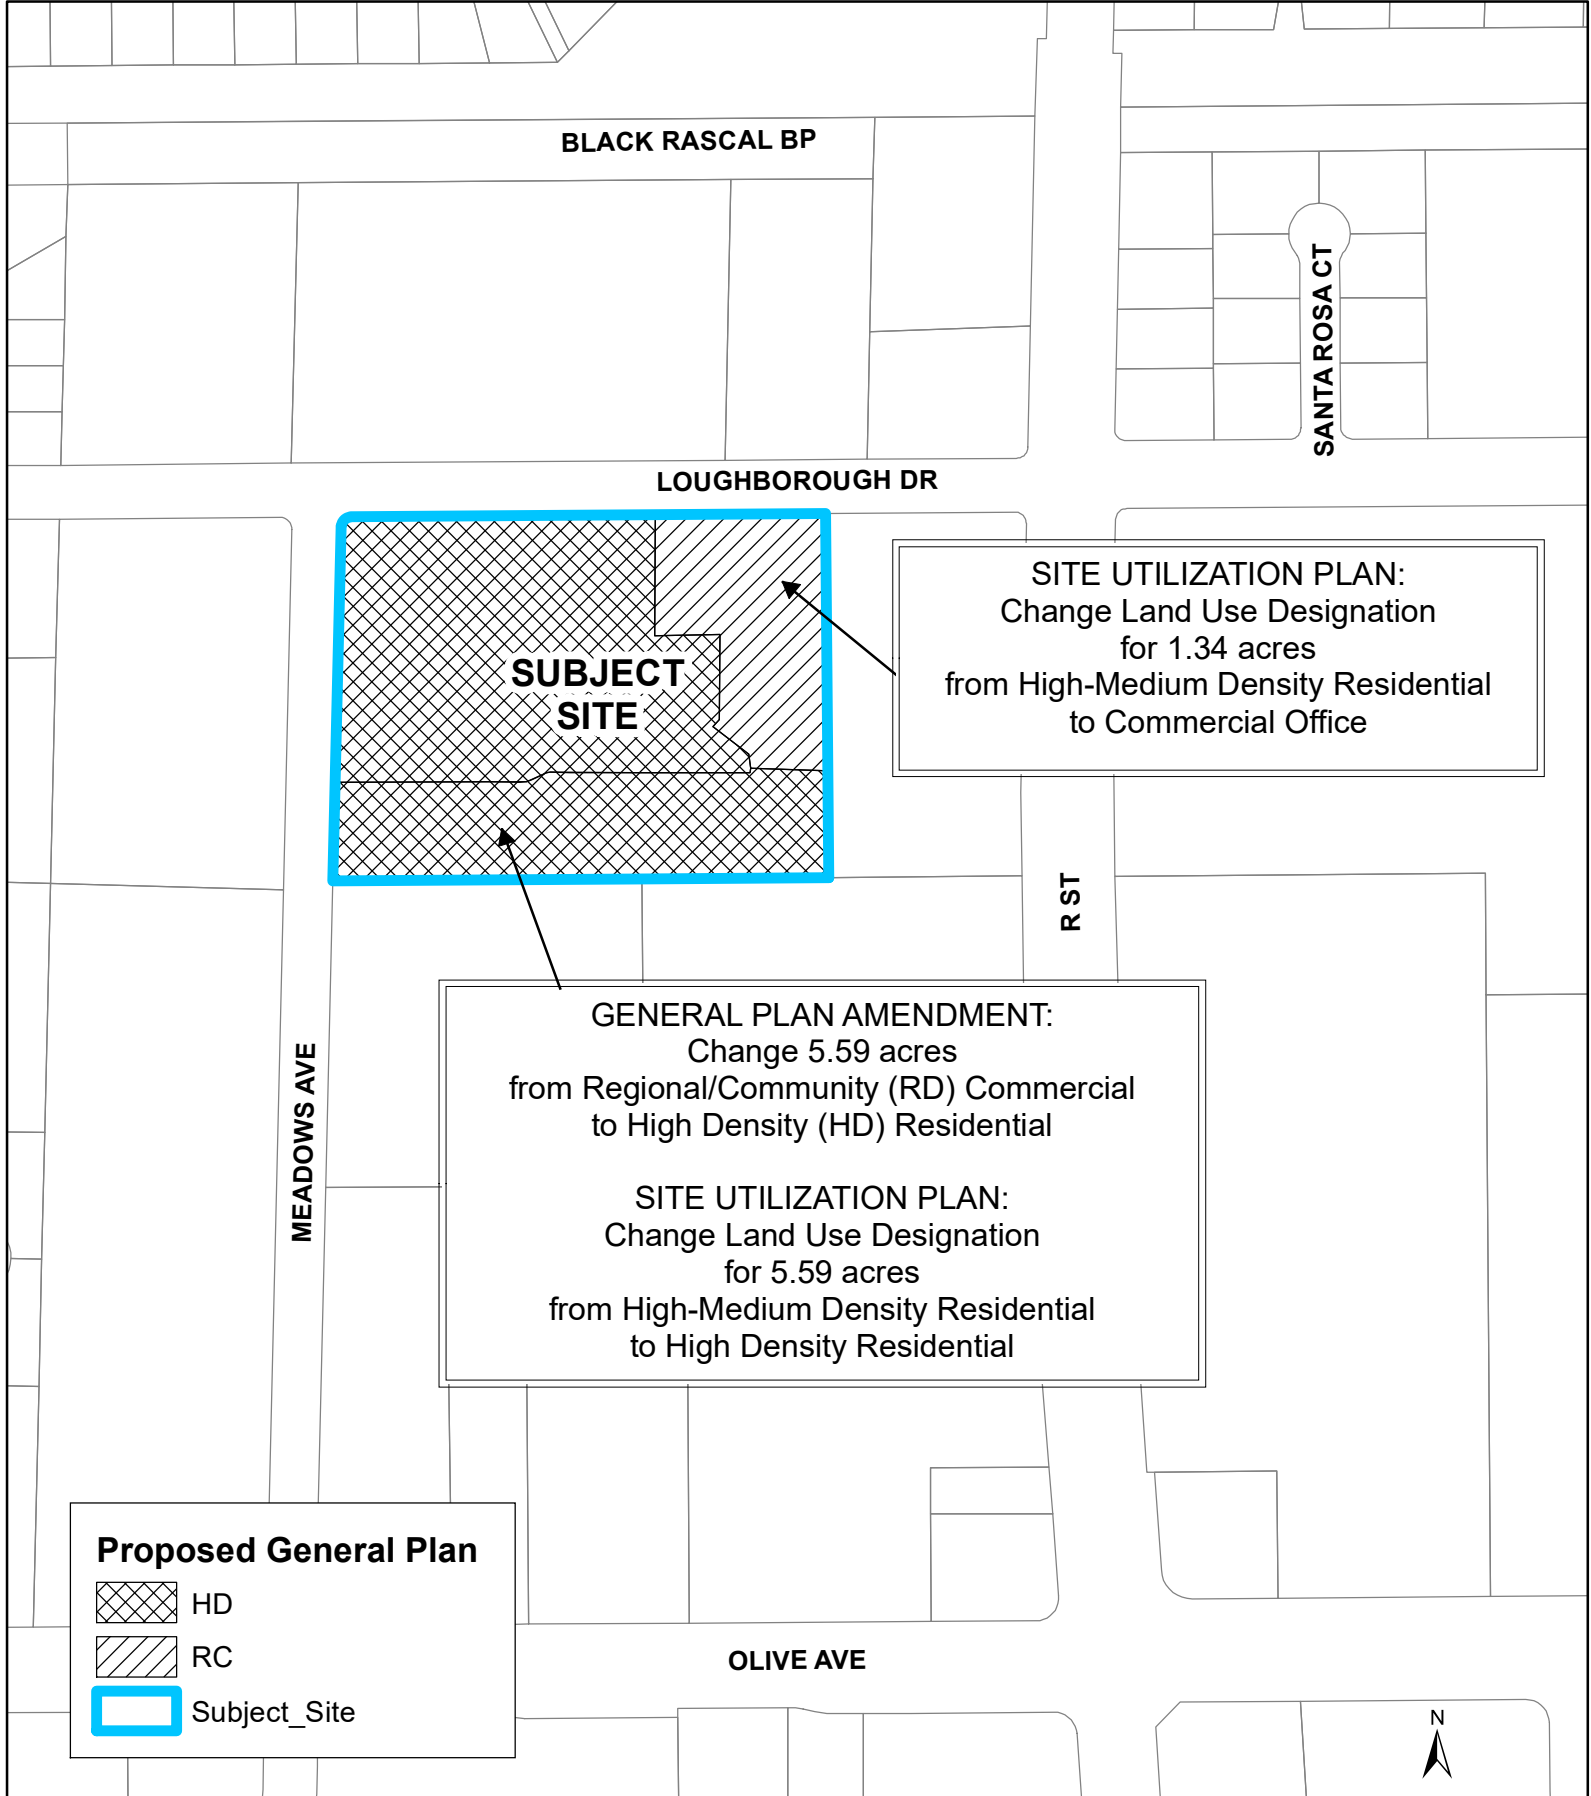 BLACK RASCAL BP
SANTA ROSA CT
LOUGHBOROUGH DR
SITE UTILIZATION PLAN:
Change Land Use Designation
for 1.34 acres
from High-Medium Density Residential
to Commercial Office
SUBJECT
SITE
R ST
GENERAL PLAN AMENDMENT:
Change 5.59 acres
from Regional/Community (RD) Commercial
to High Density (HD) Residential
SITE UTILIZATION PLAN:
Change Land Use Designation
for 5.59 acres
from High-Medium Density Residential
to High Density Residential
MEADOWS AVE
Proposed General Plan
HD
RC
Subject_Site
OLIVE AVE
N